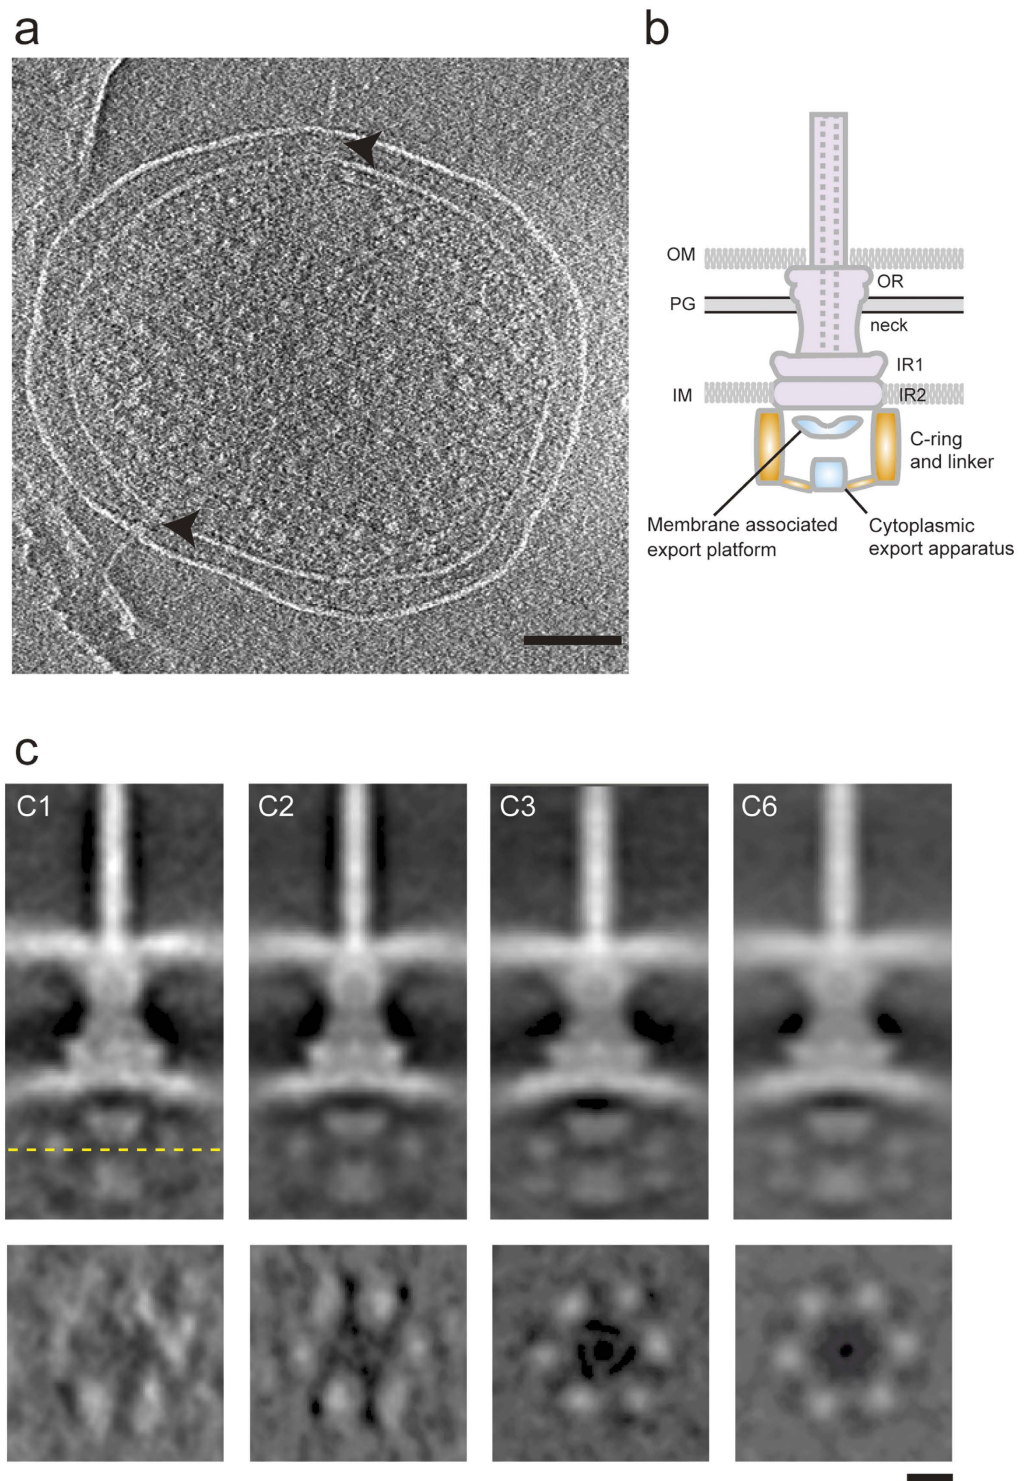 a
b
OM
OR
PG
neck
IR1
IM
IR2
C-ring
and linker
Membrane associated
export platform
Cytoplasmic
export apparatus
c
C1
C2
C3
C6